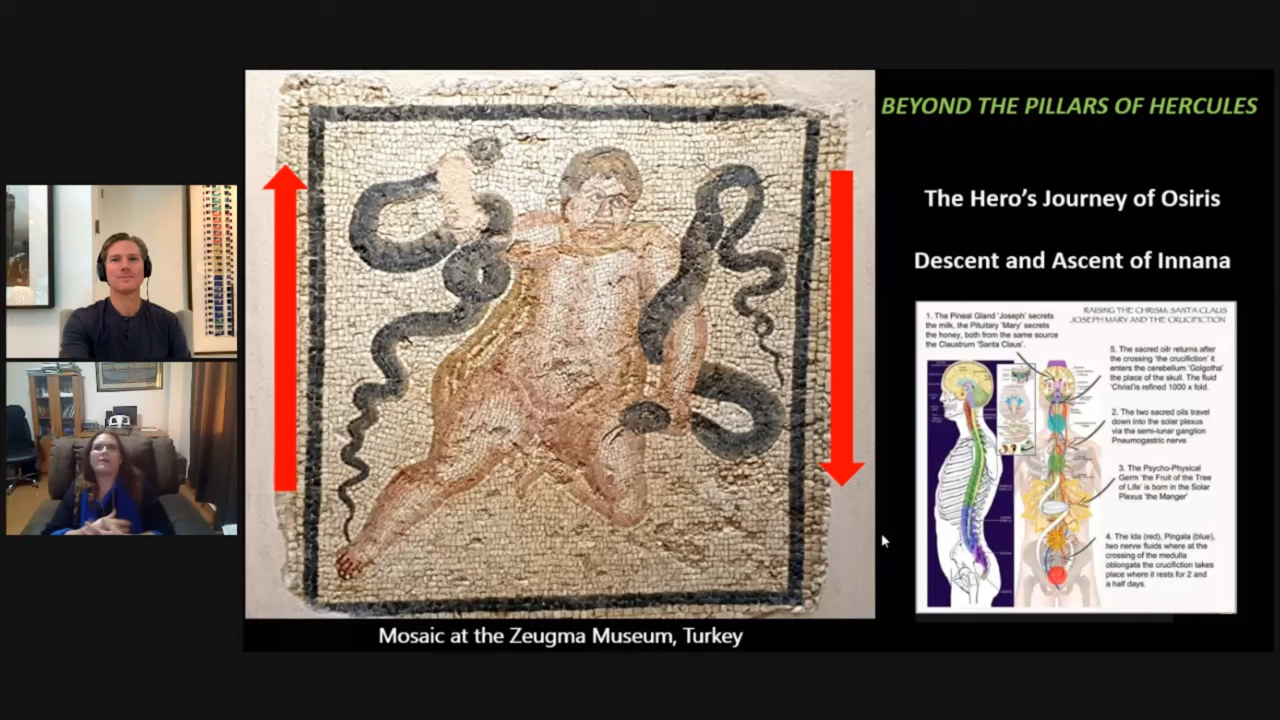 BEYOND THE PILLARS OF HERCULES
The Hero's Journey of Osiris
Descent and Ascent of Innana
RAISING THE CHRISM: SANTA CLAUS
JOSEPH MARY AND THE CRUCIFICTION
1. The Pineal Gland 'Joseph' secrets
the milk, the Pituitary 'Mary' secrets
the honey, both from the same source
the Claustrum 'Santa Claus'.
5. The sacred oilr returns after
the crossing 'the crucifiction' it
enters the cerebellum 'Golgotha'
the place of the skull. The fluid
'Christ'is refined 1000 x fold.
2. The two sacred oils travel
down into the solar plexus
via the semi-lunar ganglion
Pneumogastric nerve
3. The Psycho-Physical
Germ 'the Fruit of the Tree
of Life' is born in the Solar
Plexus 'the Manger'
4. The Ida (red), Pingala (blue),
two nerve fluids where at the
crossing of the medulla
oblongata the crucifiction takes
place where it rests for 2 and
a half days.
Mosaic at the Zeugma Museum, Turkey